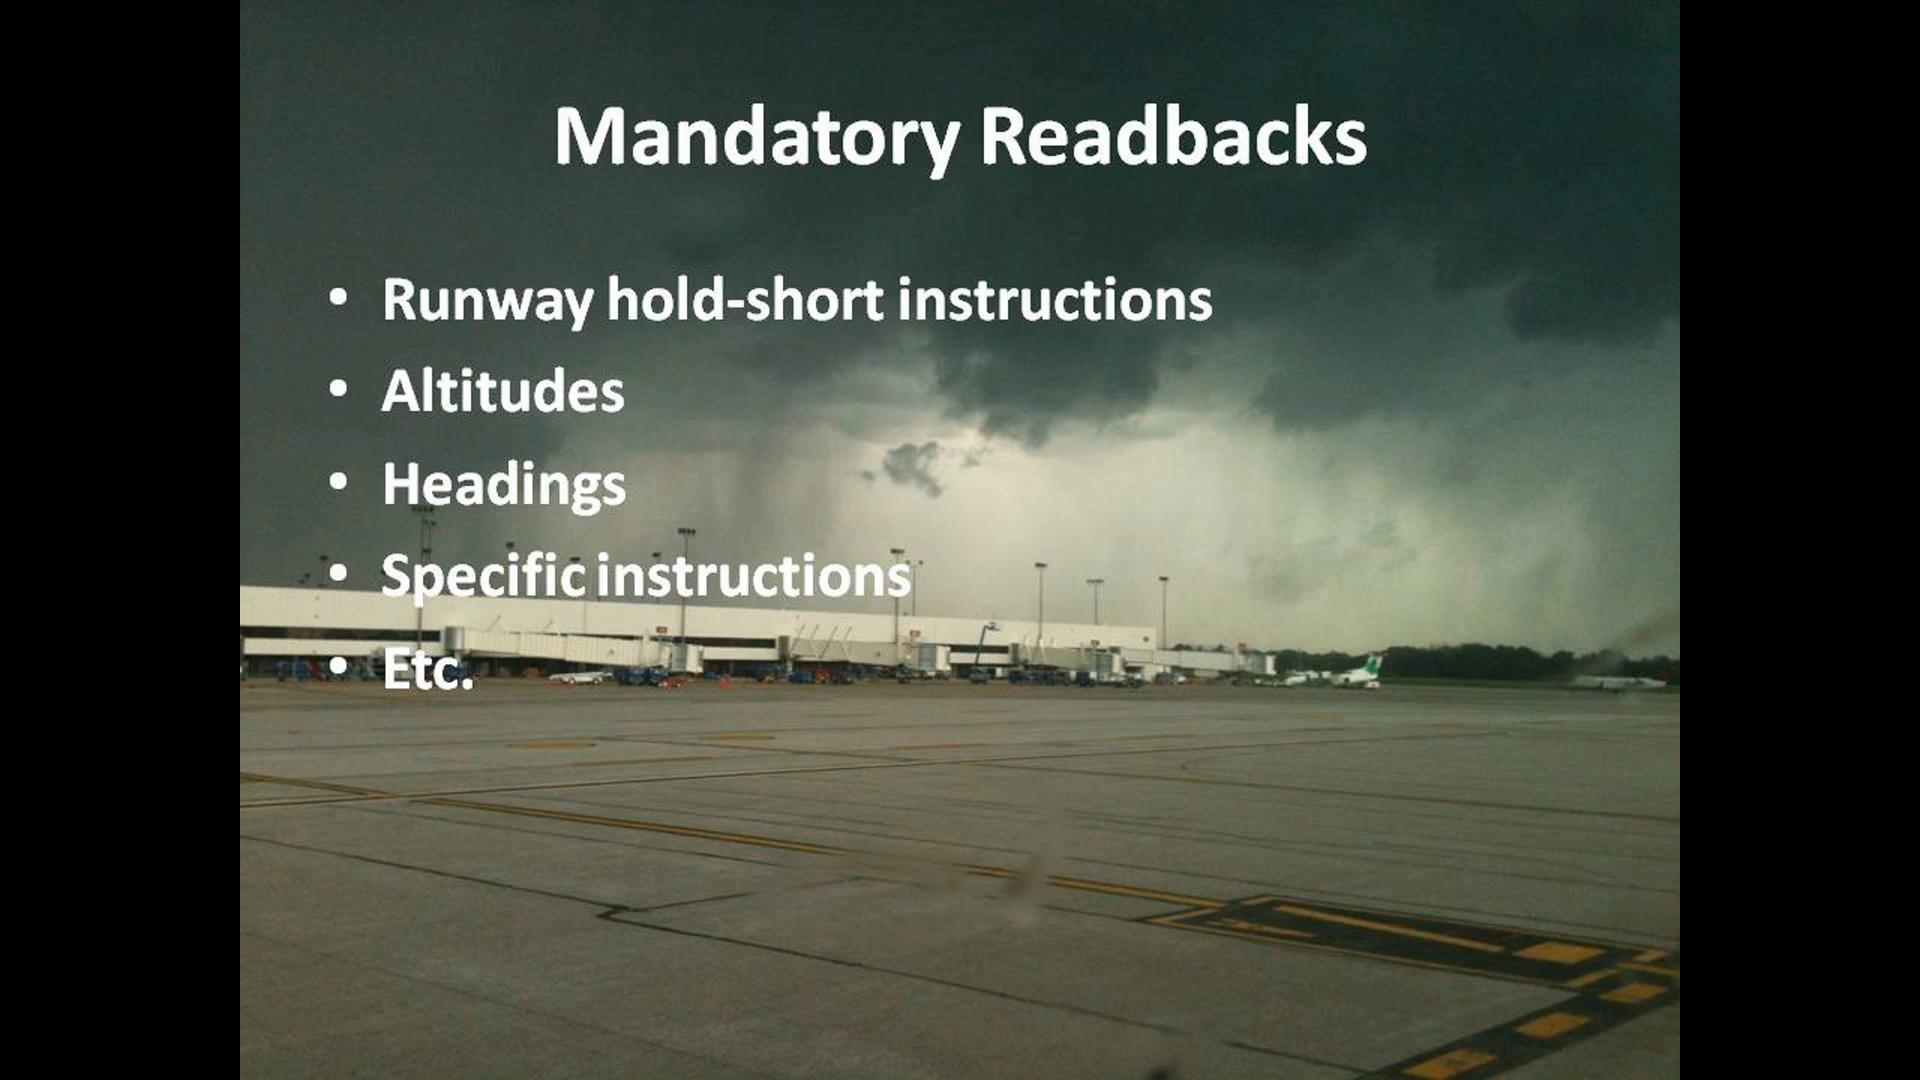 Mandatory Readbacks
• Runway hold-short instructions
• Altitudes
• Headings
• Specific instructions
• Etc.